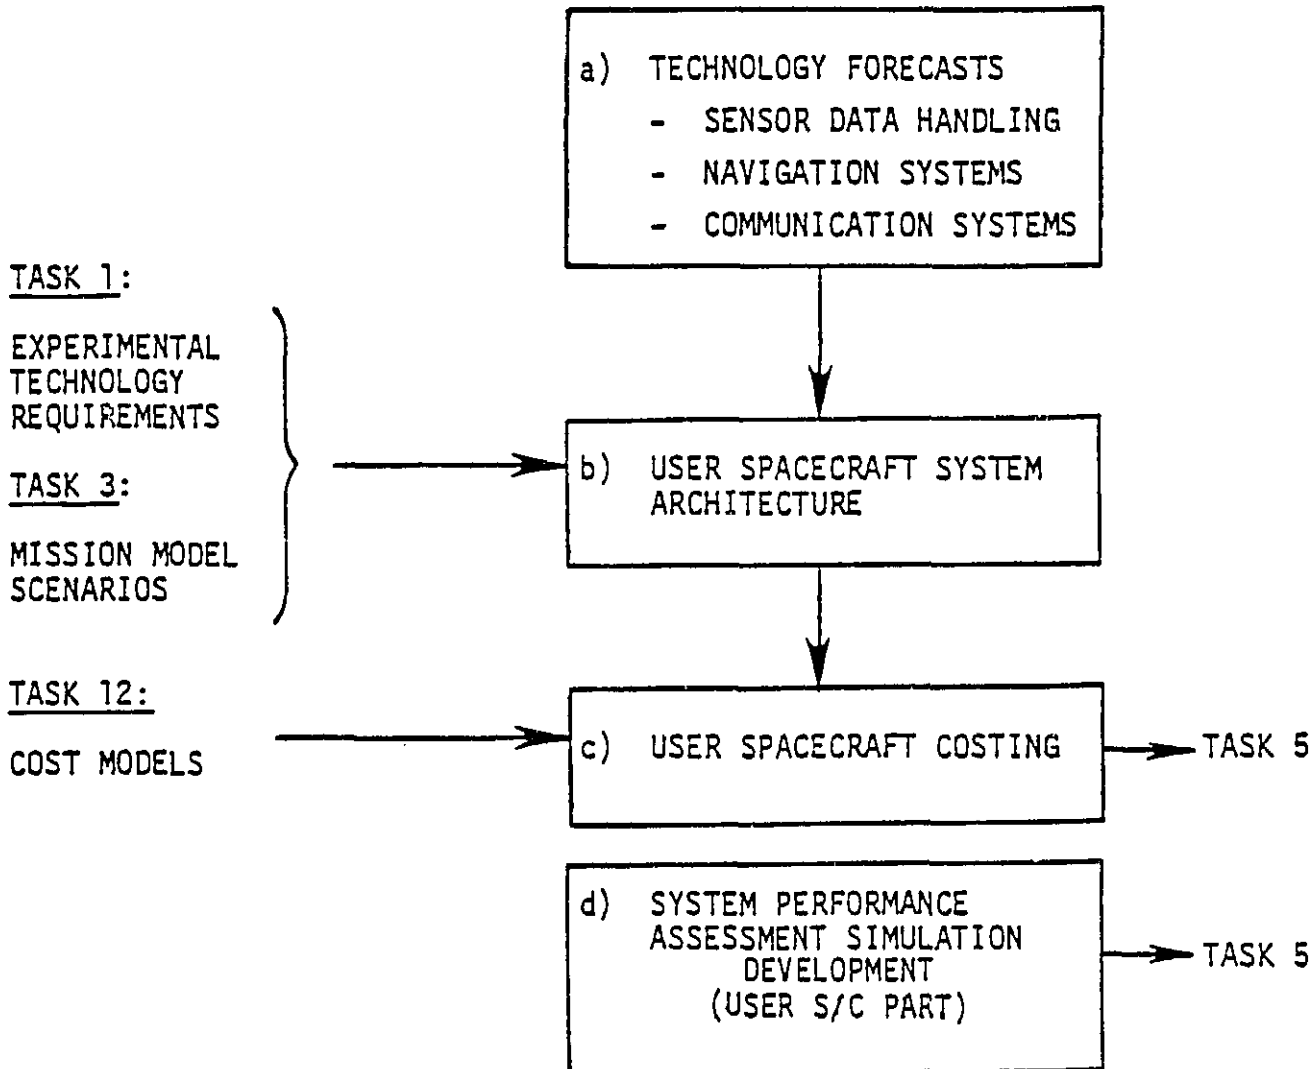 a) TECHNOLOGY FORECASTS
- SENSOR DATA HANDLING
- NAVIGATION SYSTEMS
- COMMUNICATION SYSTEMS
TASK 1:
EXPERIMENTAL
TECHNOLOGY
REQUIREMENTS
TASK 3:
MISSION MODEL
SCENARIOS
b) USER SPACECRAFT SYSTEM
ARCHITECTURE
TASK 12:
COST MODELS
c) USER SPACECRAFT COSTING
TASK 5
d) SYSTEM PERFORMANCE
ASSESSMENT SIMULATION
DEVELOPMENT
(USER S/C PART)
TASK 5